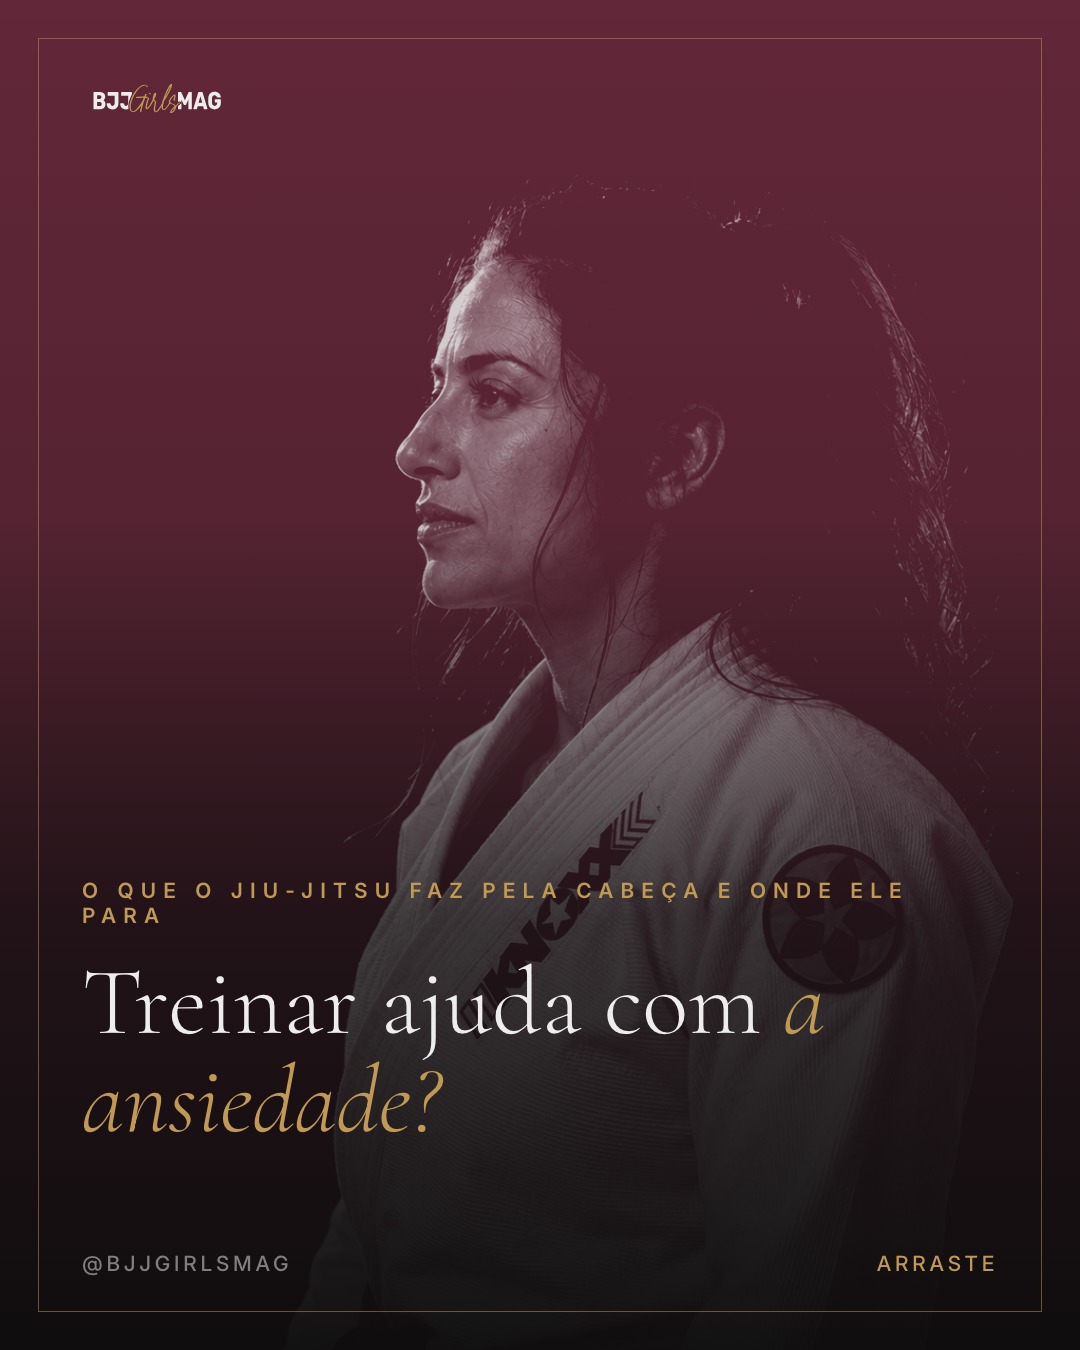 BJJGirlsMAG
O QUE O JIU-JITSU FAZ PELA CABEÇA E ONDE ELE
PARA
Treinar ajuda com a
ansiedade?
@BJJGIRLSMAG
ARRASTE